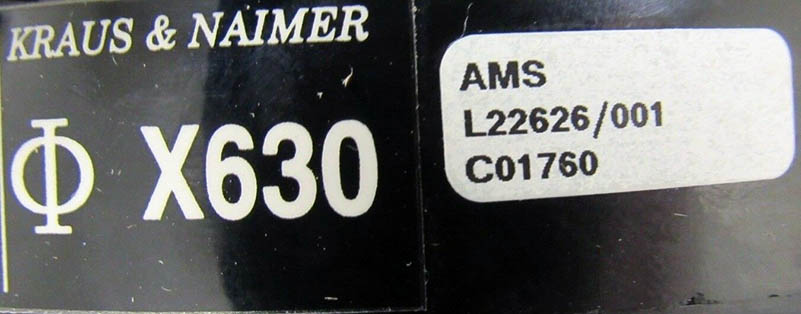 KRAUS & NAIMER
Φ X630
AMS
L22626/001
C01760